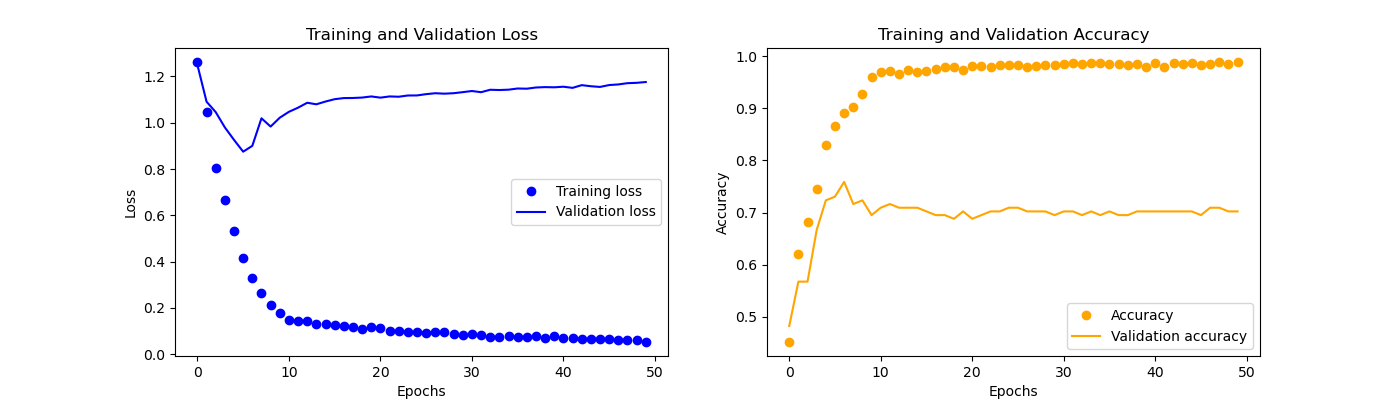 Training and Validation Loss
1.2
1.0
0.8
0.6
0.4
0.2
0.0
Loss
Training loss
Validation loss
0 10 20 30 40 50
Epochs
Training and Validation Accuracy
1.0
0.9
0.8
0.7
0.6
0.5
Accuracy
Accuracy
Validation accuracy
0 10 20 30 40 50
Epochs